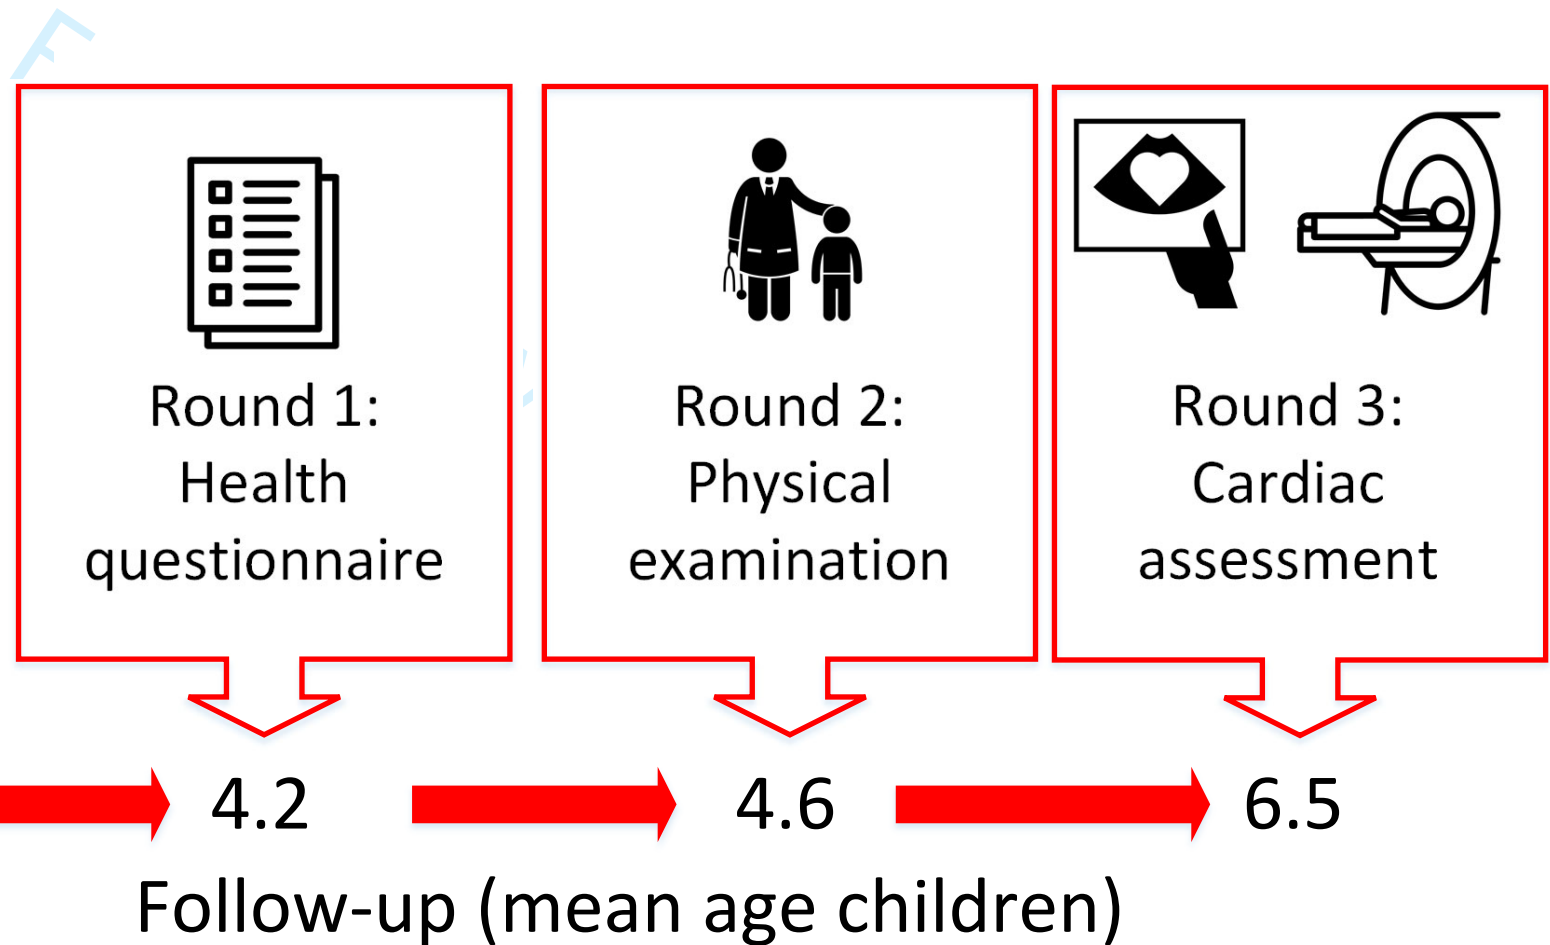 Round 1:
Health
questionnaire
Round 2:
Physical
examination
Round 3:
Cardiac
assessment
4.2
4.6
6.5
Follow-up (mean age children)